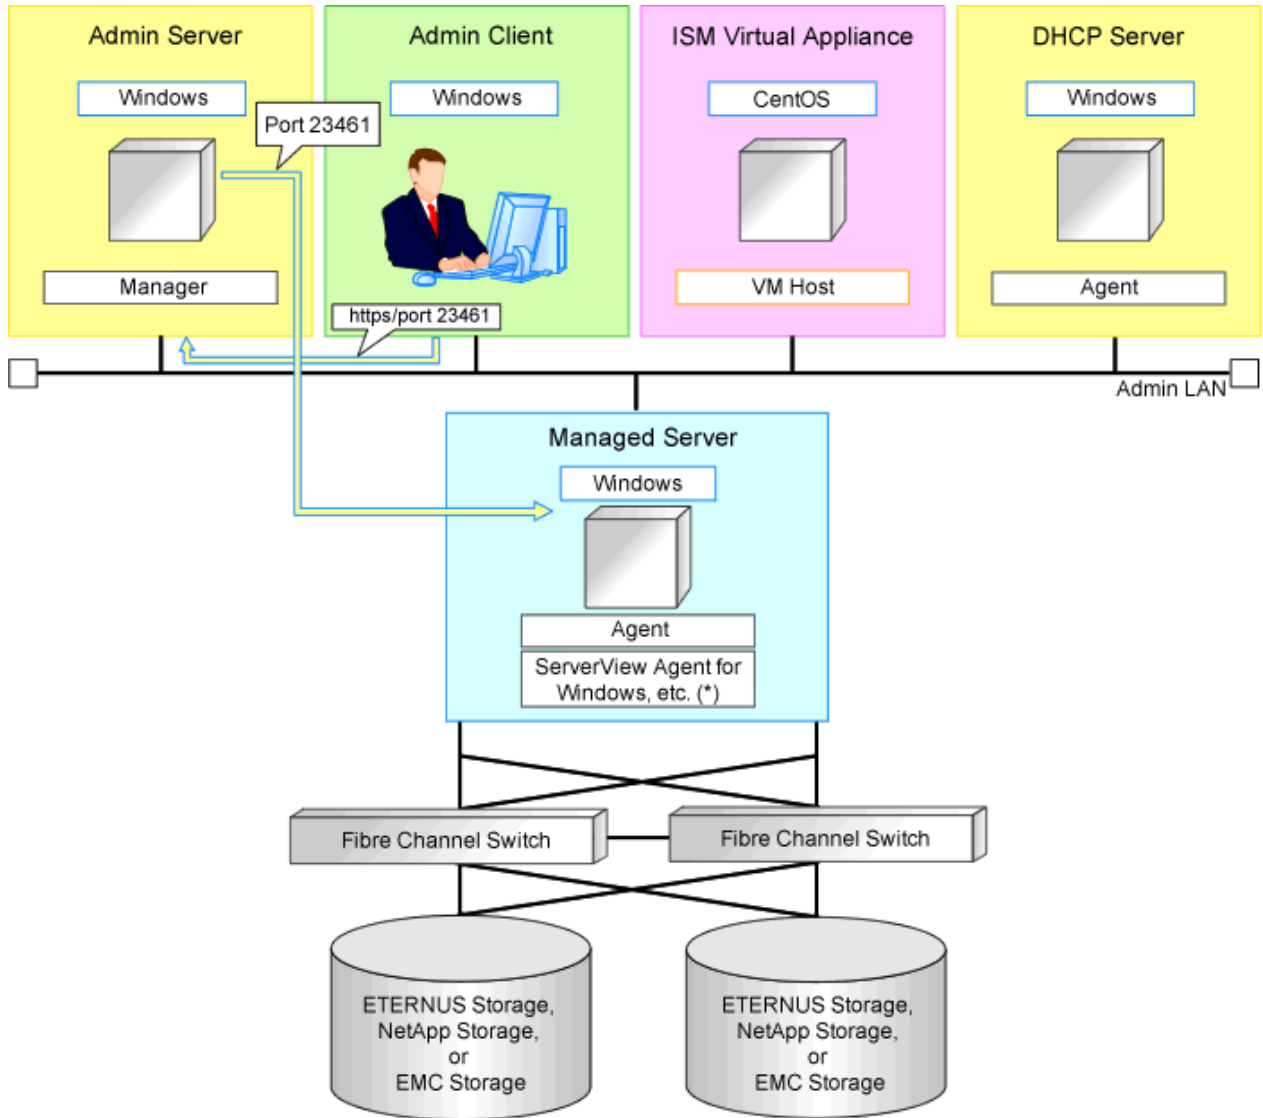 Admin Server
Windows
Port 23461
Manager
Admin Client
Windows
https/port 23461
ISM Virtual Appliance
CentOS
VM Host
DHCP Server
Windows
Agent
Admin LAN
Managed Server
Windows
Agent
ServerView Agent for
Windows, etc. (*)
Fibre Channel Switch
Fibre Channel Switch
ETERNUS Storage,
NetApp Storage,
or
EMC Storage
ETERNUS Storage,
NetApp Storage,
or
EMC Storage